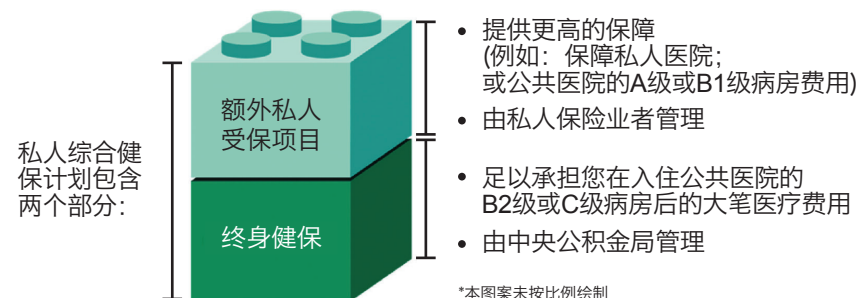 私人综合健
保计划包含
两个部分：
额外私人
受保项目
终身健保
• 提供更高的保障
(例如：保障私人医院；
或公共医院的A级或B1级病房费用)
• 由私人保险业者管理
• 足以承担您在入住公共医院的
B2级或C级病房后的大笔医疗费用
• 由中央公积金局管理
*本图案未按比例绘制